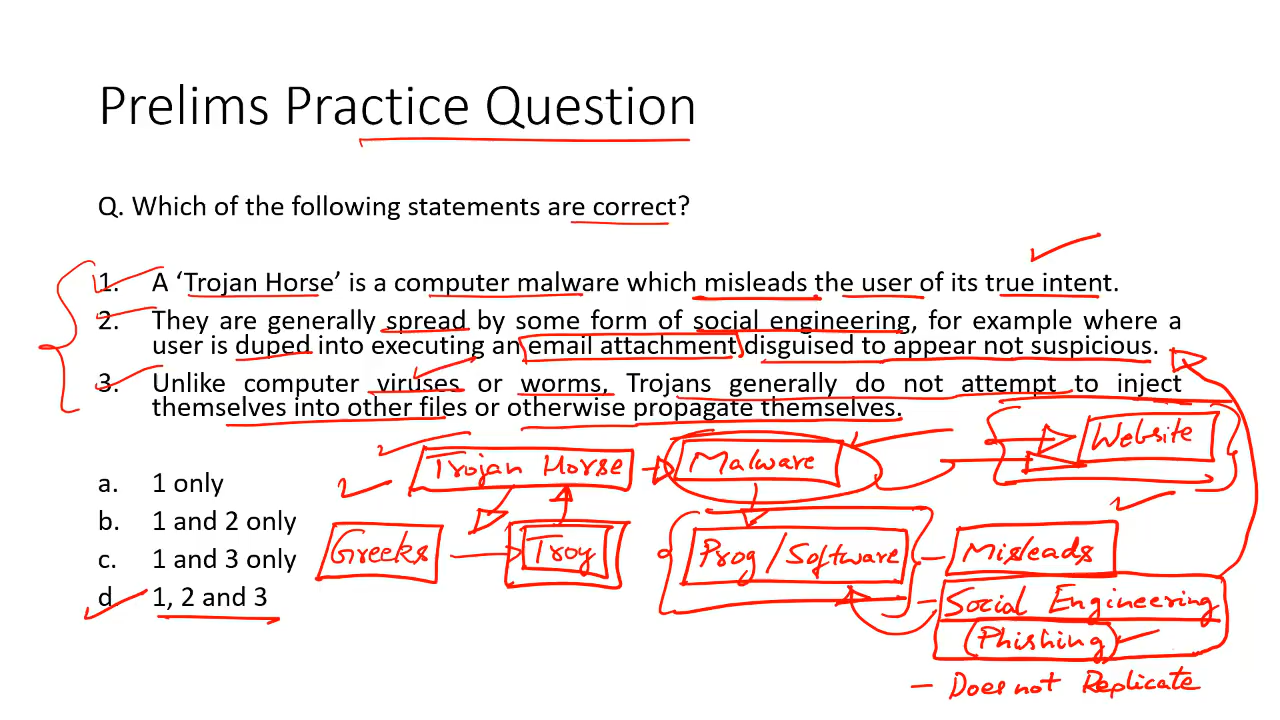 Prelims Practice Question
Q. Which of the following statements are correct?
1. A ‘Trojan Horse’ is a computer malware which misleads the user of its true intent.
2. They are generally spread by some form of social engineering, for example where a
user is duped into executing an email attachment disguised to appear not suspicious.
3. Unlike computer viruses or worms, Trojans generally do not attempt to inject
themselves into other files or otherwise propagate themselves.
a. 1 only
b. 1 and 2 only
c. 1 and 3 only
d. 1, 2 and 3
Website
Trojan Horse
Malware
Greeks
Troy
Prog/Software
- Misleads
- Social Engineering
(Phishing)
- Does not Replicate